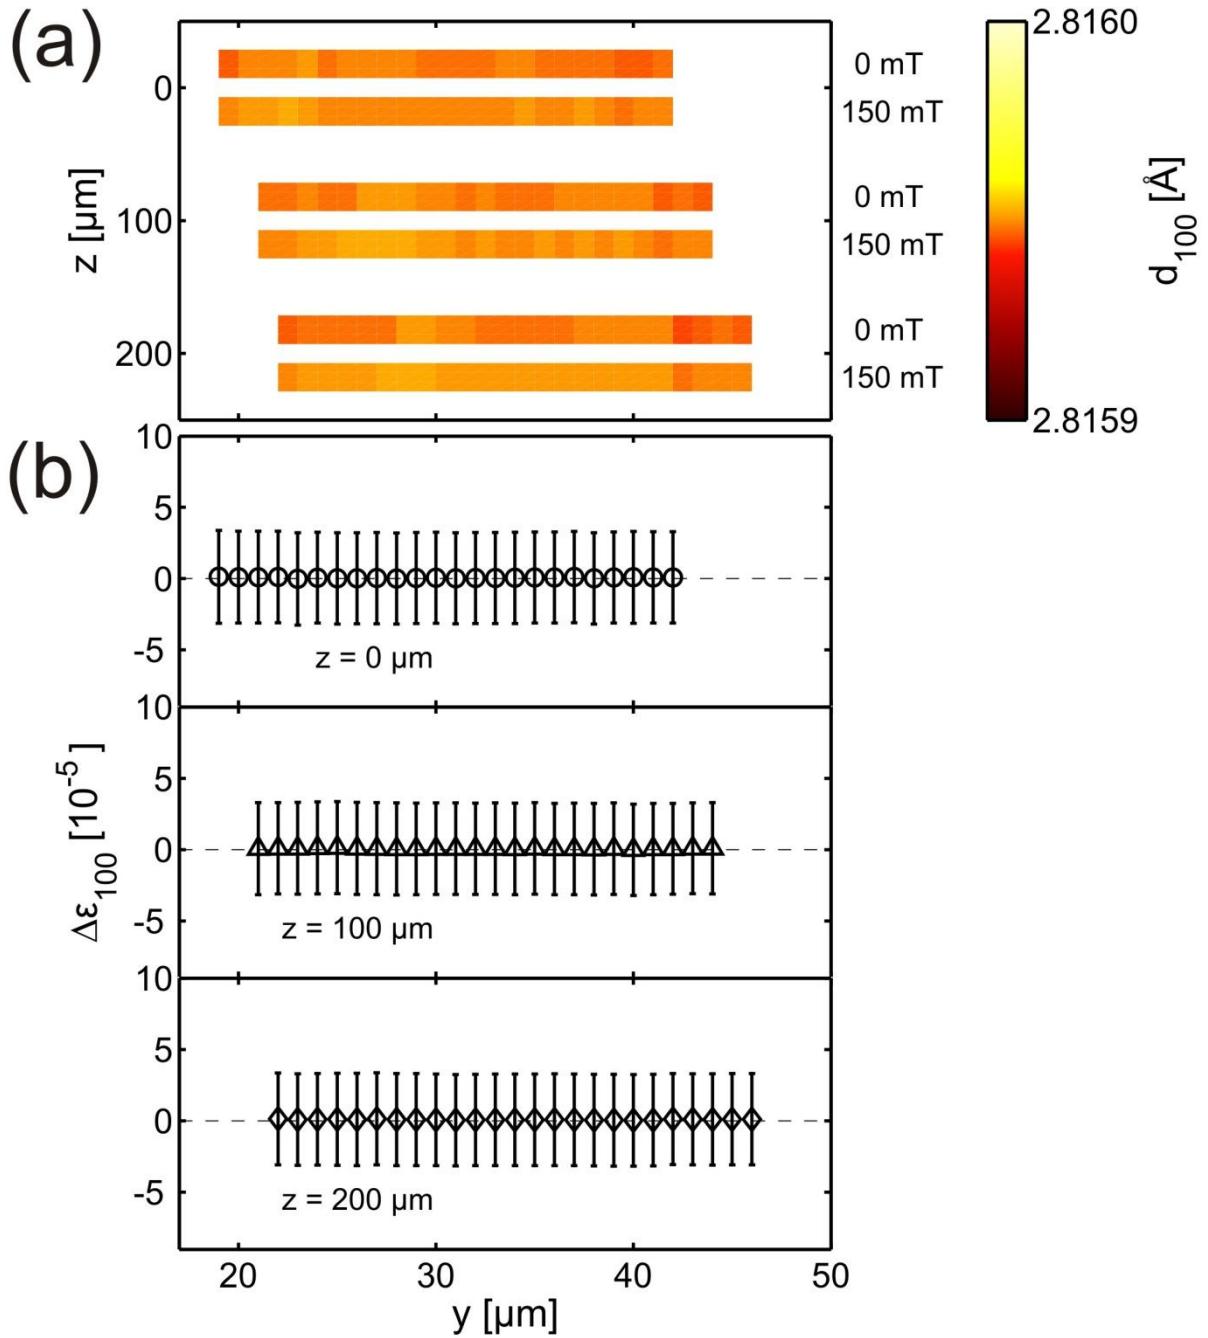 (a)
0
100
200
z [µm]
0 mT
150 mT
0 mT
150 mT
0 mT
150 mT
2.8160
2.8159
d100 [Å]
(b)
10
5
0
-5
z = 0 µm
10
5
0
-5
z = 100 µm
Δε100 [10-5]
10
5
0
-5
z = 200 µm
20 30 40 50
y [µm]